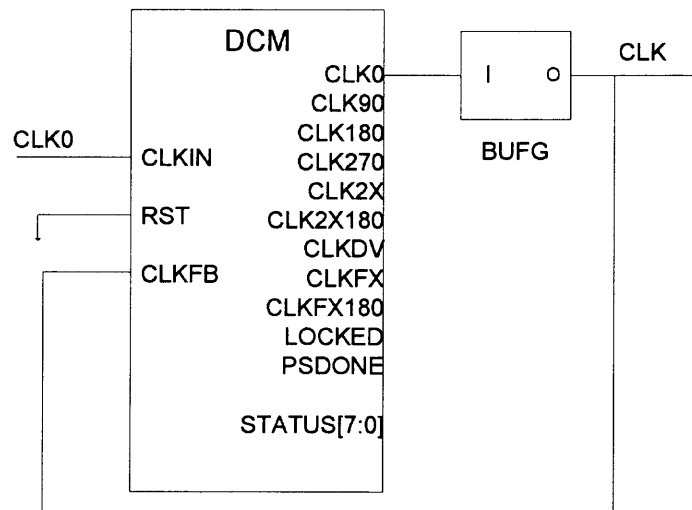 DCM
CLK
CLK0
I O
CLK90
CLK180
BUFG
CLK0
CLKIN
CLK270
CLK2X
RST
CLK2X180
CLKDV
CLKFB
CLKFX
CLKFX180
LOCKED
PSDONE
STATUS[7:0]